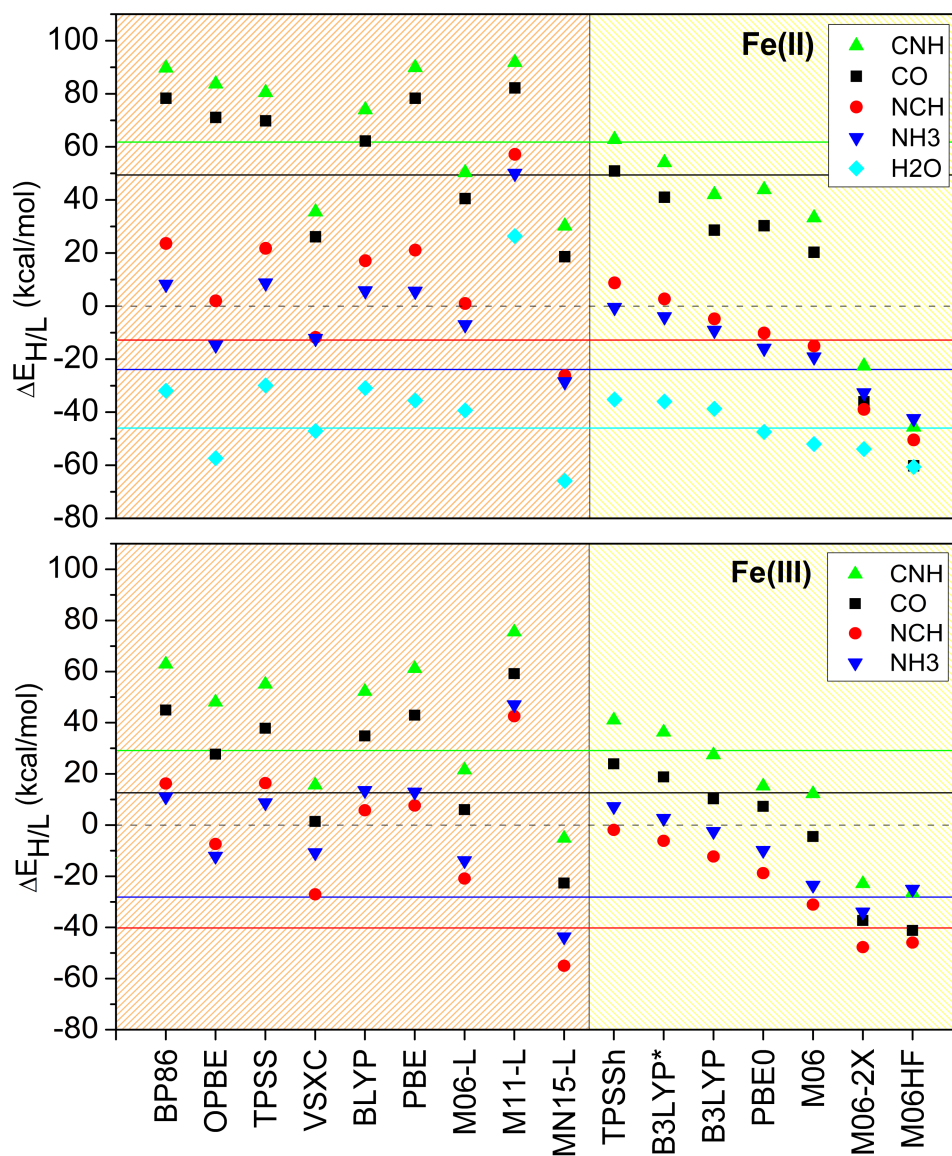 100
80
60
40
20
0
-20
-40
-60
-80
ΔE_H/L (kcal/mol)
Fe(II)
CNH
CO
NCH
NH3
H2O
100
80
60
40
20
0
-20
-40
-60
-80
ΔE_H/L (kcal/mol)
Fe(III)
CNH
CO
NCH
NH3
BP86
OPBE
TPSS
VSXC
BLYP
PBE
M06-L
M11-L
MN15-L
TPSSh
B3LYP*
B3LYP
PBE0
M06
M06-2X
M06HF